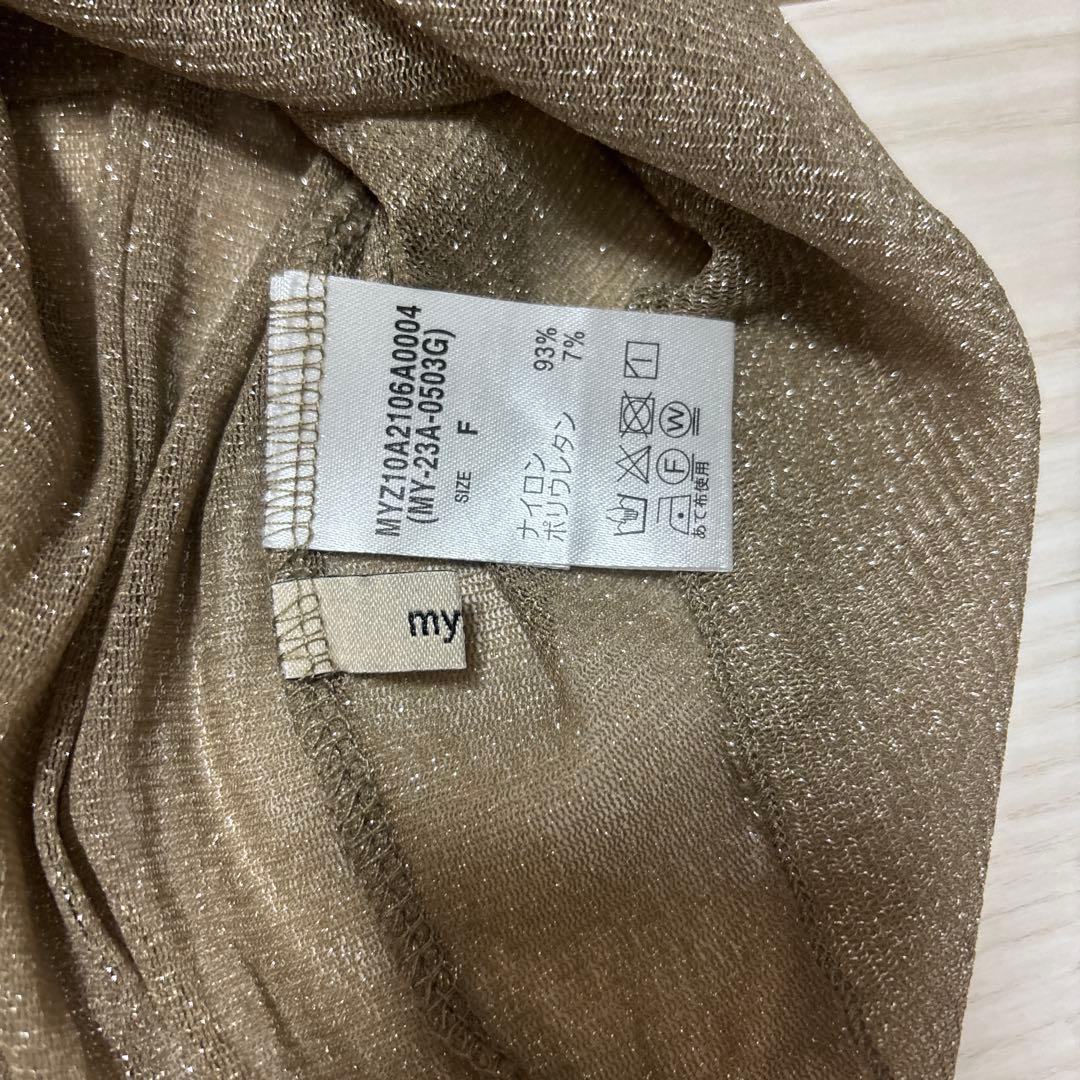 MYZ10A2106A0004
(MY-23A-0503G)
SIZE F
ナイロン 93%
ポリウレタン 7%
F W
あて布使用
my